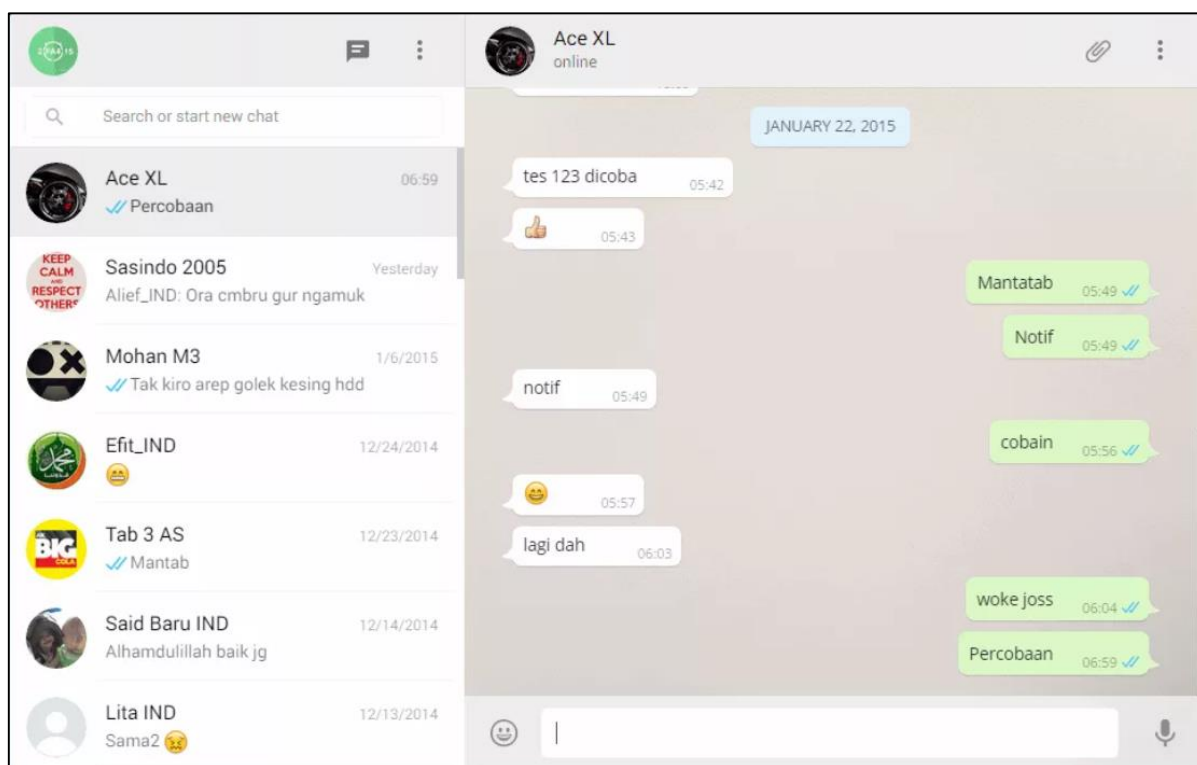 Search or start new chat
Ace XL
06:59
Percobaan
KEEP
CALM
AND
RESPECT
OTHERS
Sasindo 2005
Yesterday
Alief_IND: Ora cmbru gur ngamuk
Mohan M3
1/6/2015
Tak kiro arep golek kesing hdd
Efit_IND
12/24/2014
😁
BIG
COLA
Tab 3 AS
12/23/2014
Mantab
Said Baru IND
12/14/2014
Alhamdulillah baik jg
Lita IND
12/13/2014
Sama2 😣
Ace XL
online
JANUARY 22, 2015
tes 123 dicoba 05:42
👍 05:43
Mantatab 05:49
Notif 05:49
notif 05:49
cobain 05:56
😄 05:57
lagi dah 06:03
woke joss 06:04
Percobaan 06:59